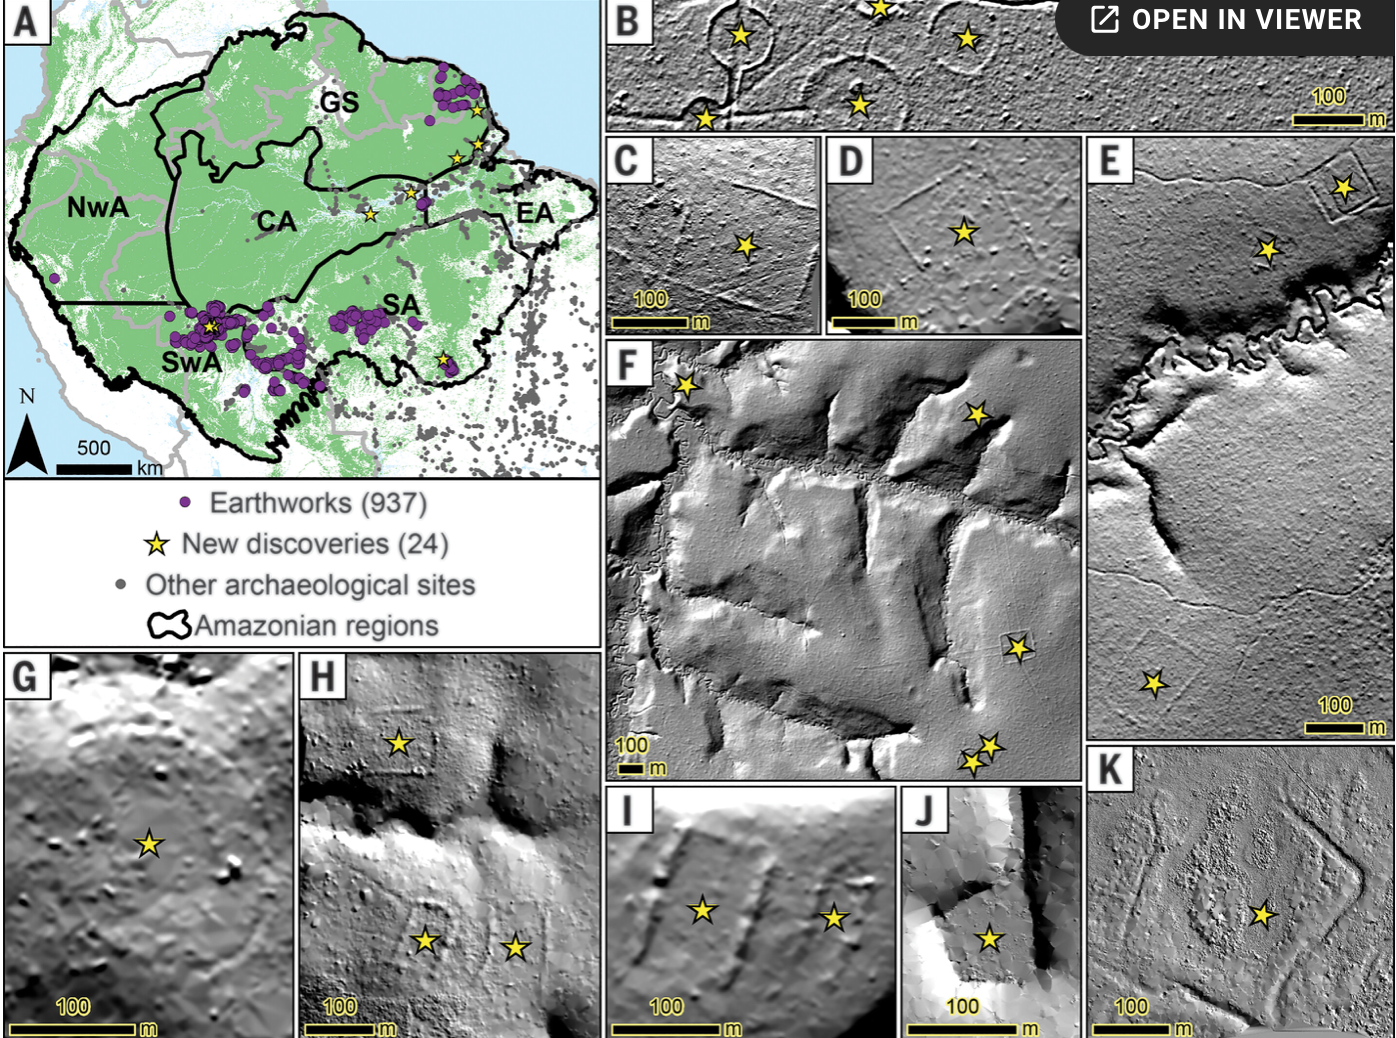 A
GS
NwA
CA
EA
SA
SwA
N
500
km
Earthworks (937)
New discoveries (24)
Other archaeological sites
Amazonian regions
B
OPEN IN VIEWER
100
m
C
100
m
D
100
m
E
100
m
F
100
m
G
100
m
H
100
m
I
100
m
J
100
m
K
100
m